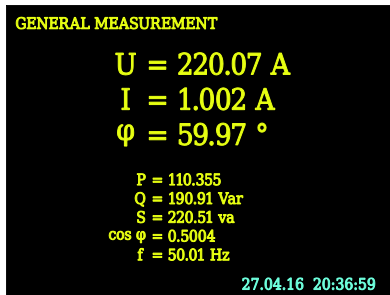 GENERAL MEASUREMENT
U = 220.07 A
I = 1.002 A
φ = 59.97 °
P = 110.355
Q = 190.91 Var
S = 220.51 va
cos φ = 0.5004
f = 50.01 Hz
27.04.16 20:36:59